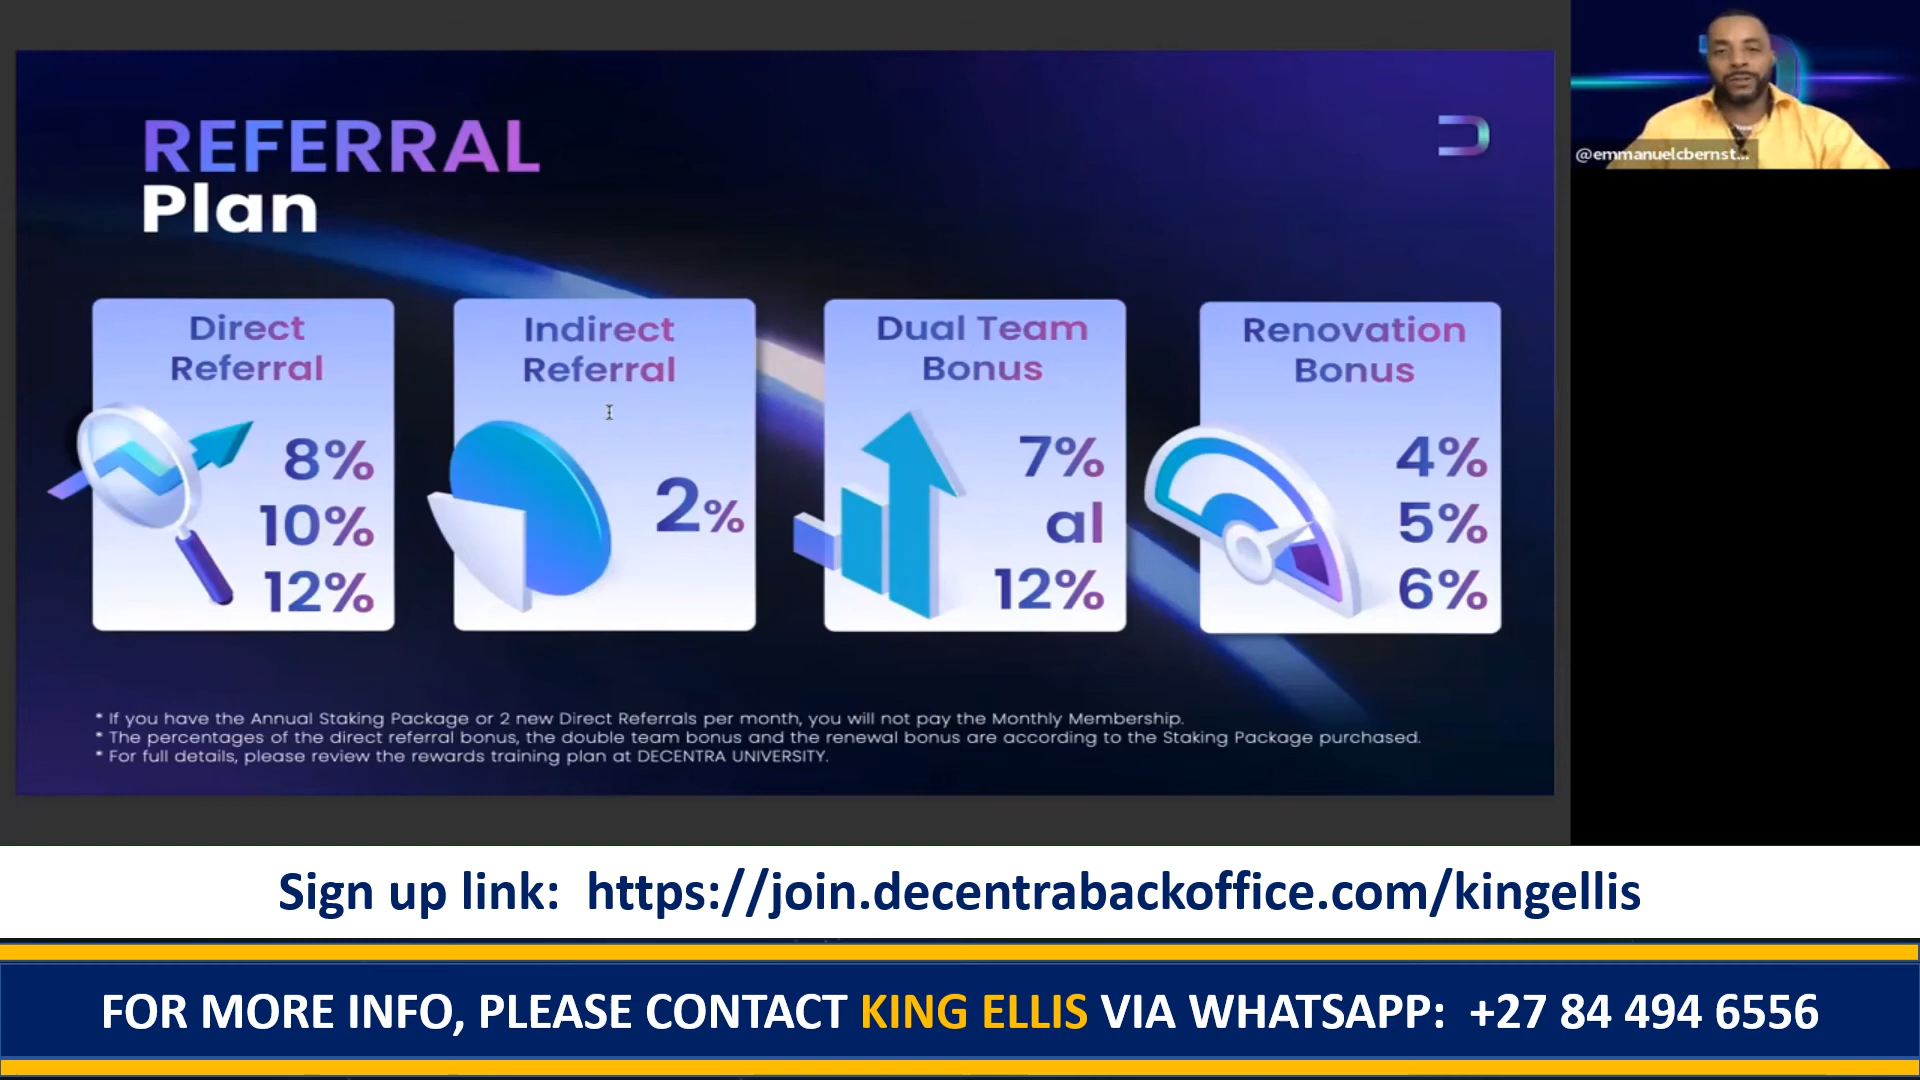 REFERRAL
Plan
@emmanuelcbernst...
Direct
Referral
8%
10%
12%
Indirect
Referral
2%
Dual Team
Bonus
7%
al
12%
Renovation
Bonus
4%
5%
6%
* If you have the Annual Staking Package or 2 new Direct Referrals per month, you will not pay the Monthly Membership.
* The percentages of the direct referral bonus, the double team bonus and the renewal bonus are according to the Staking Package purchased.
* For full details, please review the rewards training plan at DECENTRA UNIVERSITY.
Sign up link: https://join.decentrabackoffice.com/kingellis
FOR MORE INFO, PLEASE CONTACT KING ELLIS VIA WHATSAPP: +27 84 494 6556